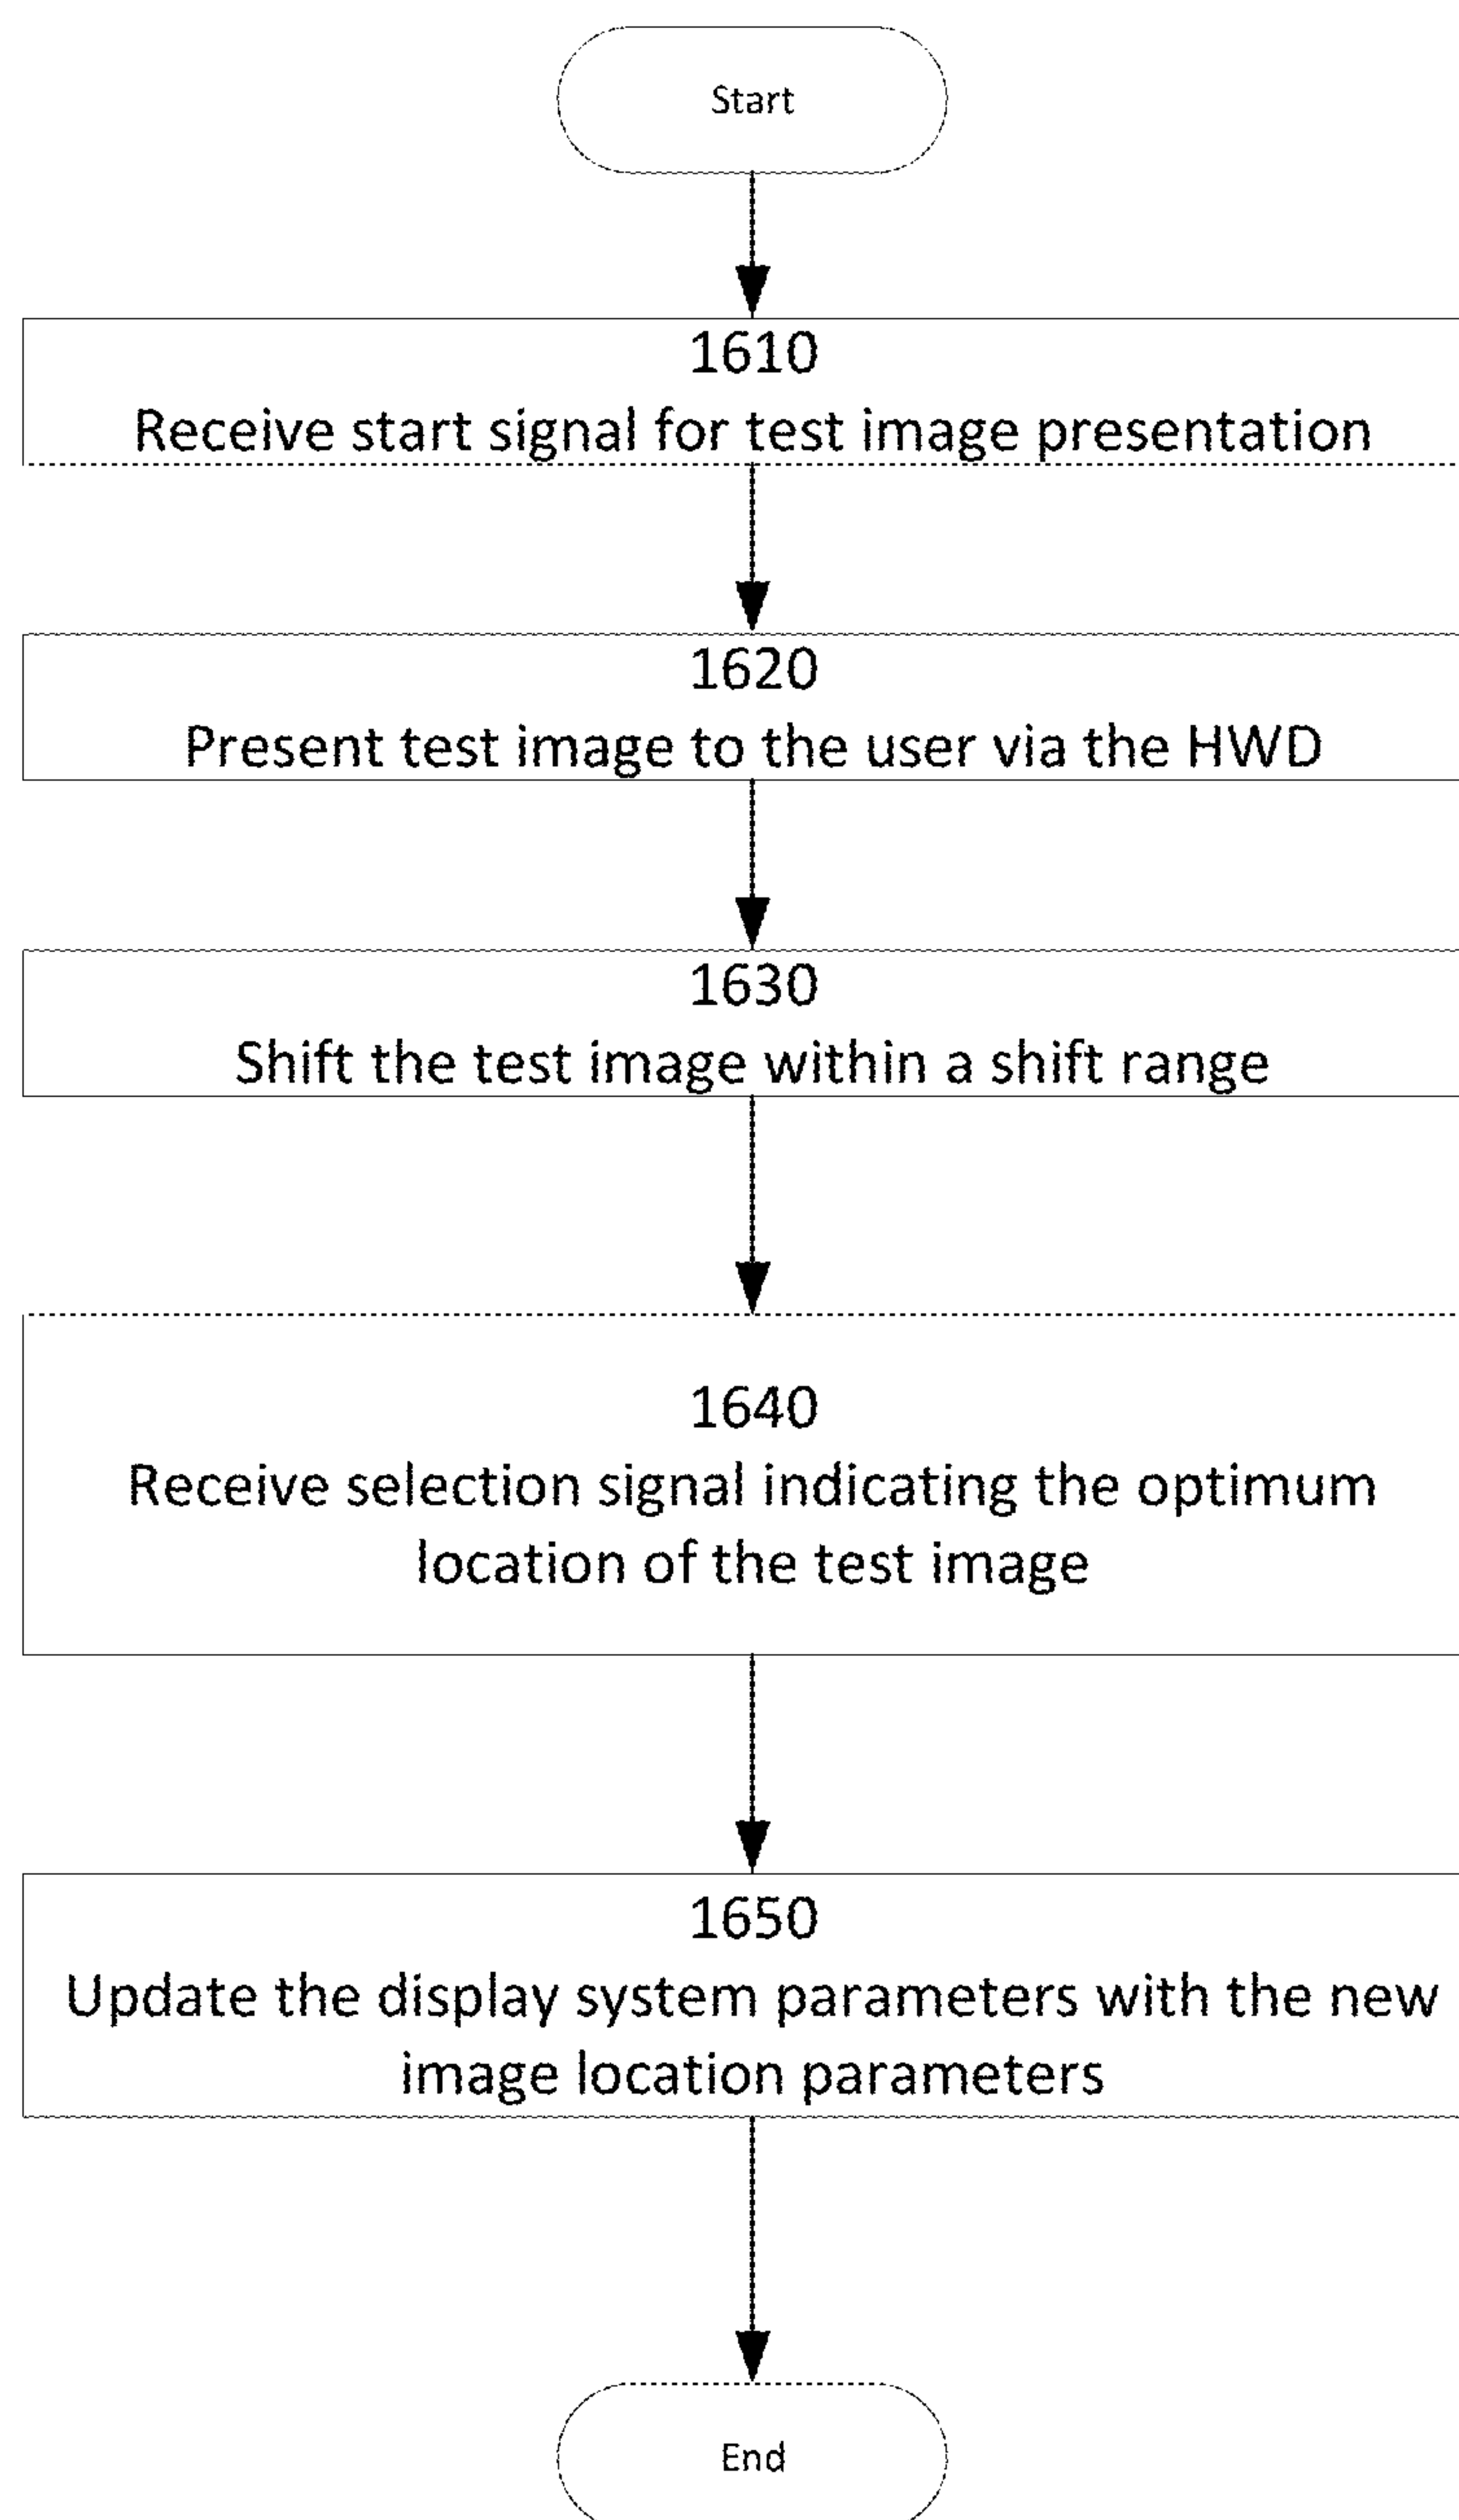 Start
1610
Receive start signal for test image presentation
1620
Present test image to the user via the HWD
1630
Shift the test image within a shift range
1640
Receive selection signal indicating the optimum
location of the test image
1650
Update the display system parameters with the new
image location parameters
End